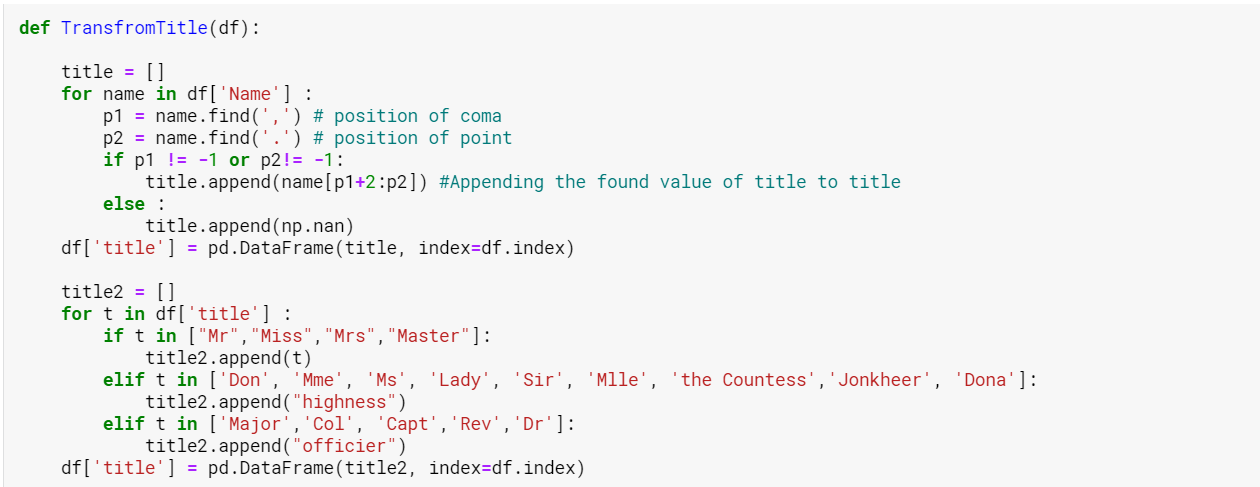 def TransfromTitle(df):
    title = []
    for name in df['Name'] :
        p1 = name.find(',') # position of coma
        p2 = name.find('.') # position of point
        if p1 != -1 or p2!= -1:
            title.append(name[p1+2:p2]) #Appending the found value of title to title
        else :
            title.append(np.nan)
    df['title'] = pd.DataFrame(title, index=df.index)
    title2 = []
    for t in df['title'] :
        if t in ["Mr","Miss","Mrs","Master"]:
            title2.append(t)
        elif t in ['Don', 'Mme', 'Ms', 'Lady', 'Sir', 'Mlle', 'the Countess','Jonkheer', 'Dona']:
            title2.append("highness")
        elif t in ['Major','Col', 'Capt','Rev','Dr']:
            title2.append("officier")
    df['title'] = pd.DataFrame(title2, index=df.index)